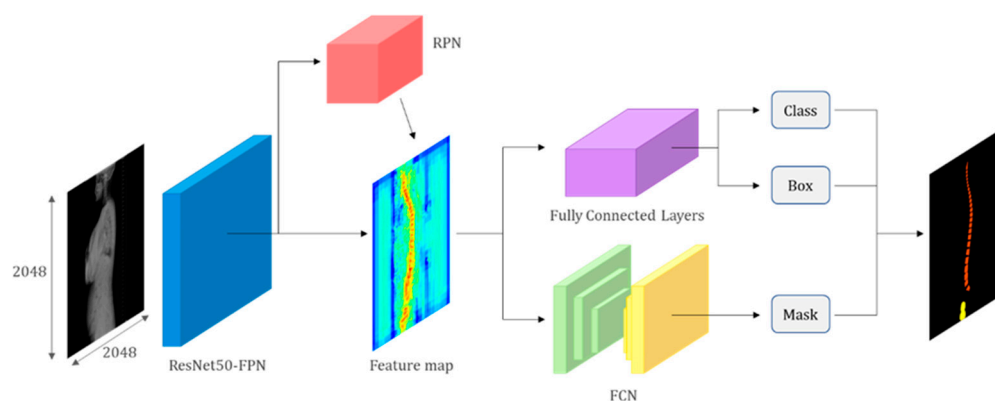 RPN
2048
2048
ResNet50-FPN
Feature map
Fully Connected Layers
FCN
Class
Box
Mask